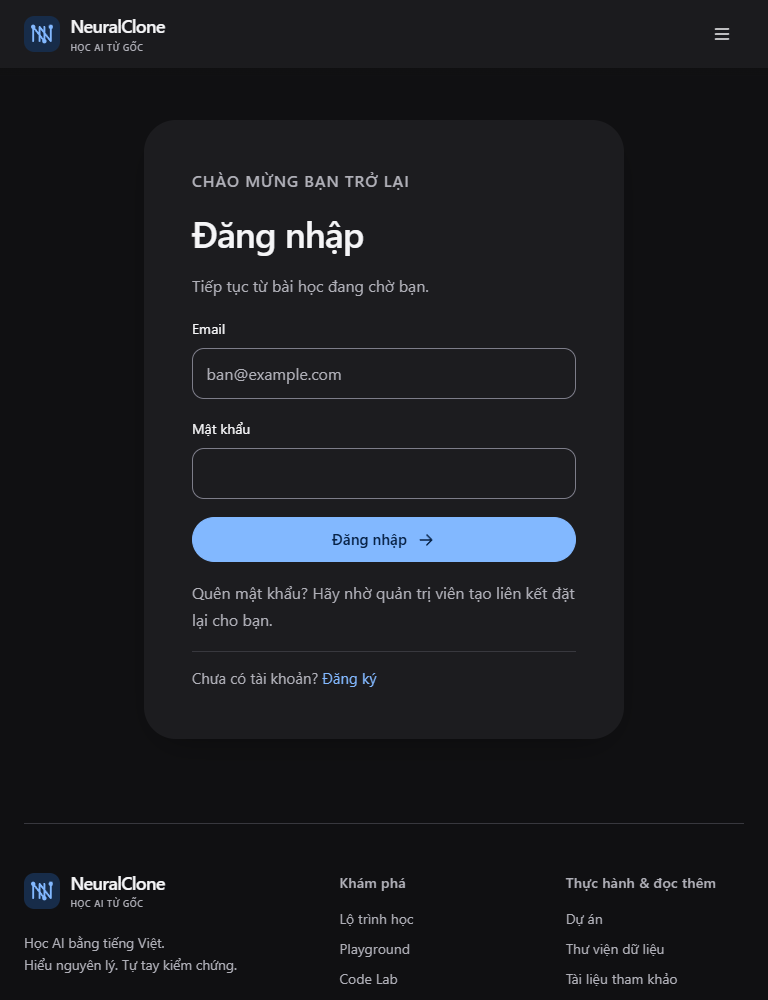 NeuralClone
HỌC AI TỪ GỐC
CHÀO MỪNG BẠN TRỞ LẠI
Đăng nhập
Tiếp tục từ bài học đang chờ bạn.
Email
ban@example.com
Mật khẩu
Đăng nhập
Quên mật khẩu? Hãy nhờ quản trị viên tạo liên kết đặt
lại cho bạn.
Chưa có tài khoản? Đăng ký
NeuralClone
HỌC AI TỪ GỐC
Học AI bằng tiếng Việt.
Hiểu nguyên lý. Tự tay kiểm chứng.
Khám phá
Lộ trình học
Playground
Code Lab
Thực hành & đọc thêm
Dự án
Thư viện dữ liệu
Tài liệu tham khảo